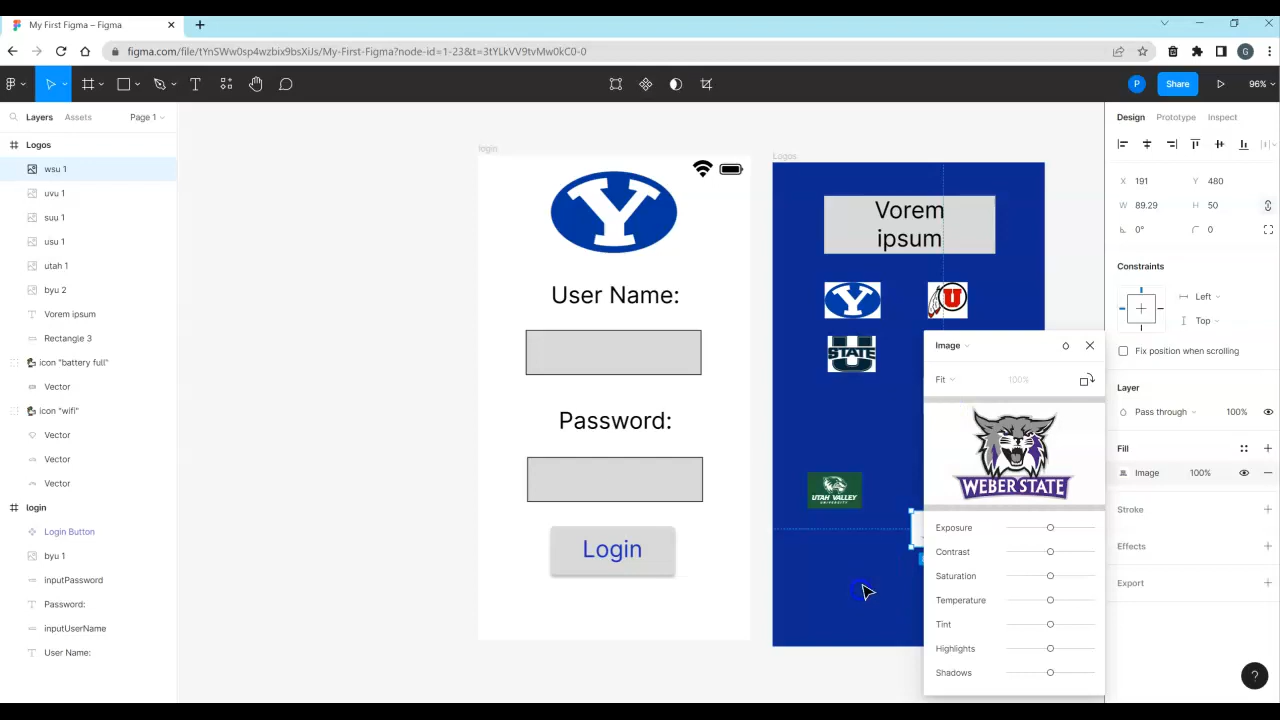 My First Figma – Figma
figma.com/file/tYnSWw0sp4wzbix9bsXiJs/My-First-Figma?node-id=1-23&t=3tYLkVV9tvMw0kC0-0
G
P
Share
96%
Layers
Assets
Page 1
Logos
wsu 1
uvu 1
suu 1
usu 1
utah 1
byu 2
Vorem ipsum
Rectangle 3
icon "battery full"
Vector
icon "wifi"
Vector
Vector
Vector
login
Login Button
byu 1
inputPassword
Password:
inputUserName
User Name:
login
Y
User Name:
Password:
Login
Logos
Vorem
ipsum
Y
U
U
STATE
UTAH VALLEY
UNIVERSITY
Image
Fit
100%
WEBER STATE
Exposure
Contrast
Saturation
Temperature
Tint
Highlights
Shadows
Design
Prototype
Inspect
X 191
Y 480
W 89.29
H 50
0°
0
Constraints
Left
Top
Fix position when scrolling
Layer
Pass through
100%
Fill
Image
100%
Stroke
Effects
Export
?